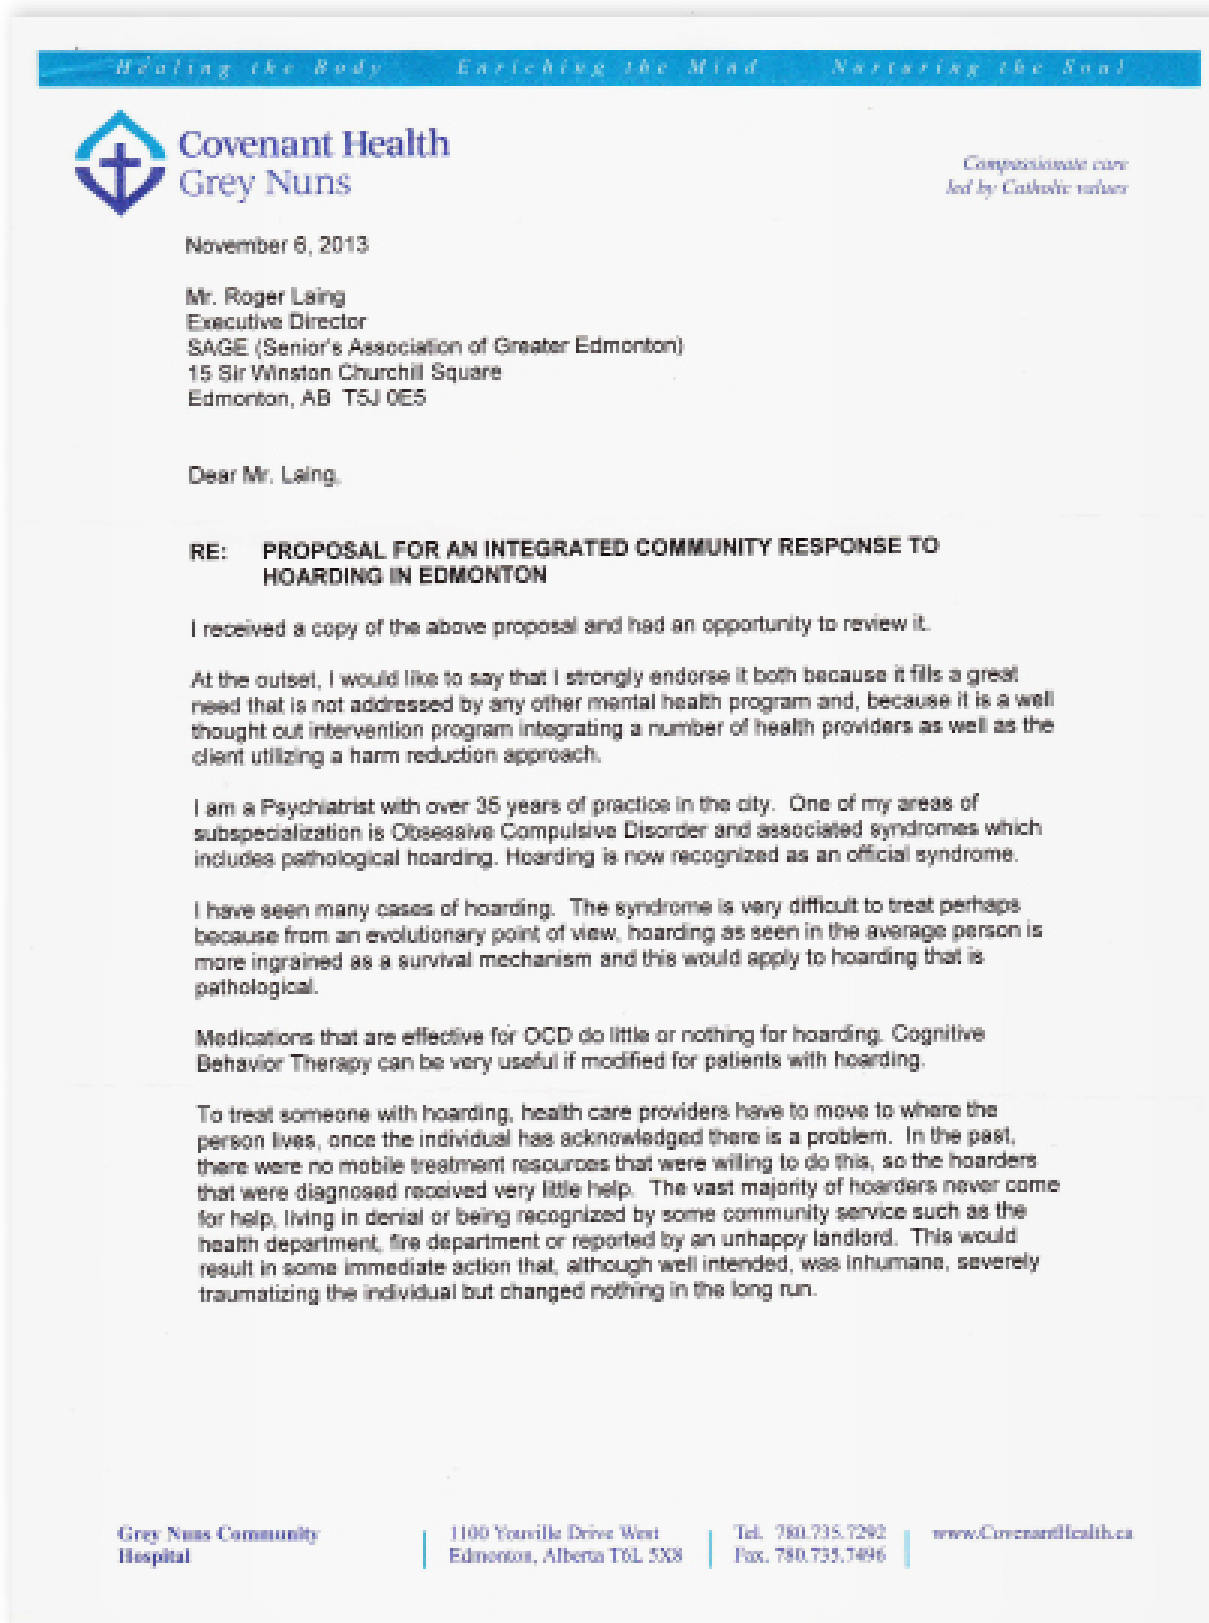 Healing the Body Enriching the Mind Nurturing the Soul
Covenant Health
Grey Nuns
Compassionate care
led by Catholic values
November 6, 2013
Mr. Roger Laing
Executive Director
SAGE (Senior's Association of Greater Edmonton)
15 Sir Winston Churchill Square
Edmonton, AB T5J 0E5
Dear Mr. Laing,
RE: PROPOSAL FOR AN INTEGRATED COMMUNITY RESPONSE TO
HOARDING IN EDMONTON
I received a copy of the above proposal and had an opportunity to review it.
At the outset, I would like to say that I strongly endorse it both because it fills a great
need that is not addressed by any other mental health program and, because it is a well
thought out intervention program integrating a number of health providers as well as the
client utilizing a harm reduction approach.
I am a Psychiatrist with over 35 years of practice in the city. One of my areas of
subspecialization is Obsessive Compulsive Disorder and associated syndromes which
includes pathological hoarding. Hoarding is now recognized as an official syndrome.
I have seen many cases of hoarding. The syndrome is very difficult to treat perhaps
because from an evolutionary point of view, hoarding as seen in the average person is
more ingrained as a survival mechanism and this would apply to hoarding that is
pathological.
Medications that are effective for OCD do little or nothing for hoarding. Cognitive
Behavior Therapy can be very useful if modified for patients with hoarding.
To treat someone with hoarding, health care providers have to move to where the
person lives, once the individual has acknowledged there is a problem. In the past,
there were no mobile treatment resources that were willing to do this, so the hoarders
that were diagnosed received very little help. The vast majority of hoarders never come
for help, living in denial or being recognized by some community service such as the
health department, fire department or reported by an unhappy landlord. This would
result in some immediate action that, although well intended, was inhumane, severely
traumatizing the individual but changed nothing in the long run.
Grey Nuns Community 1100 Youville Drive West Tel. 780.735.7292 www.CovenantHealth.ca
Hospital Edmonton, Alberta T6L 5X8 Fax. 780.735.7496